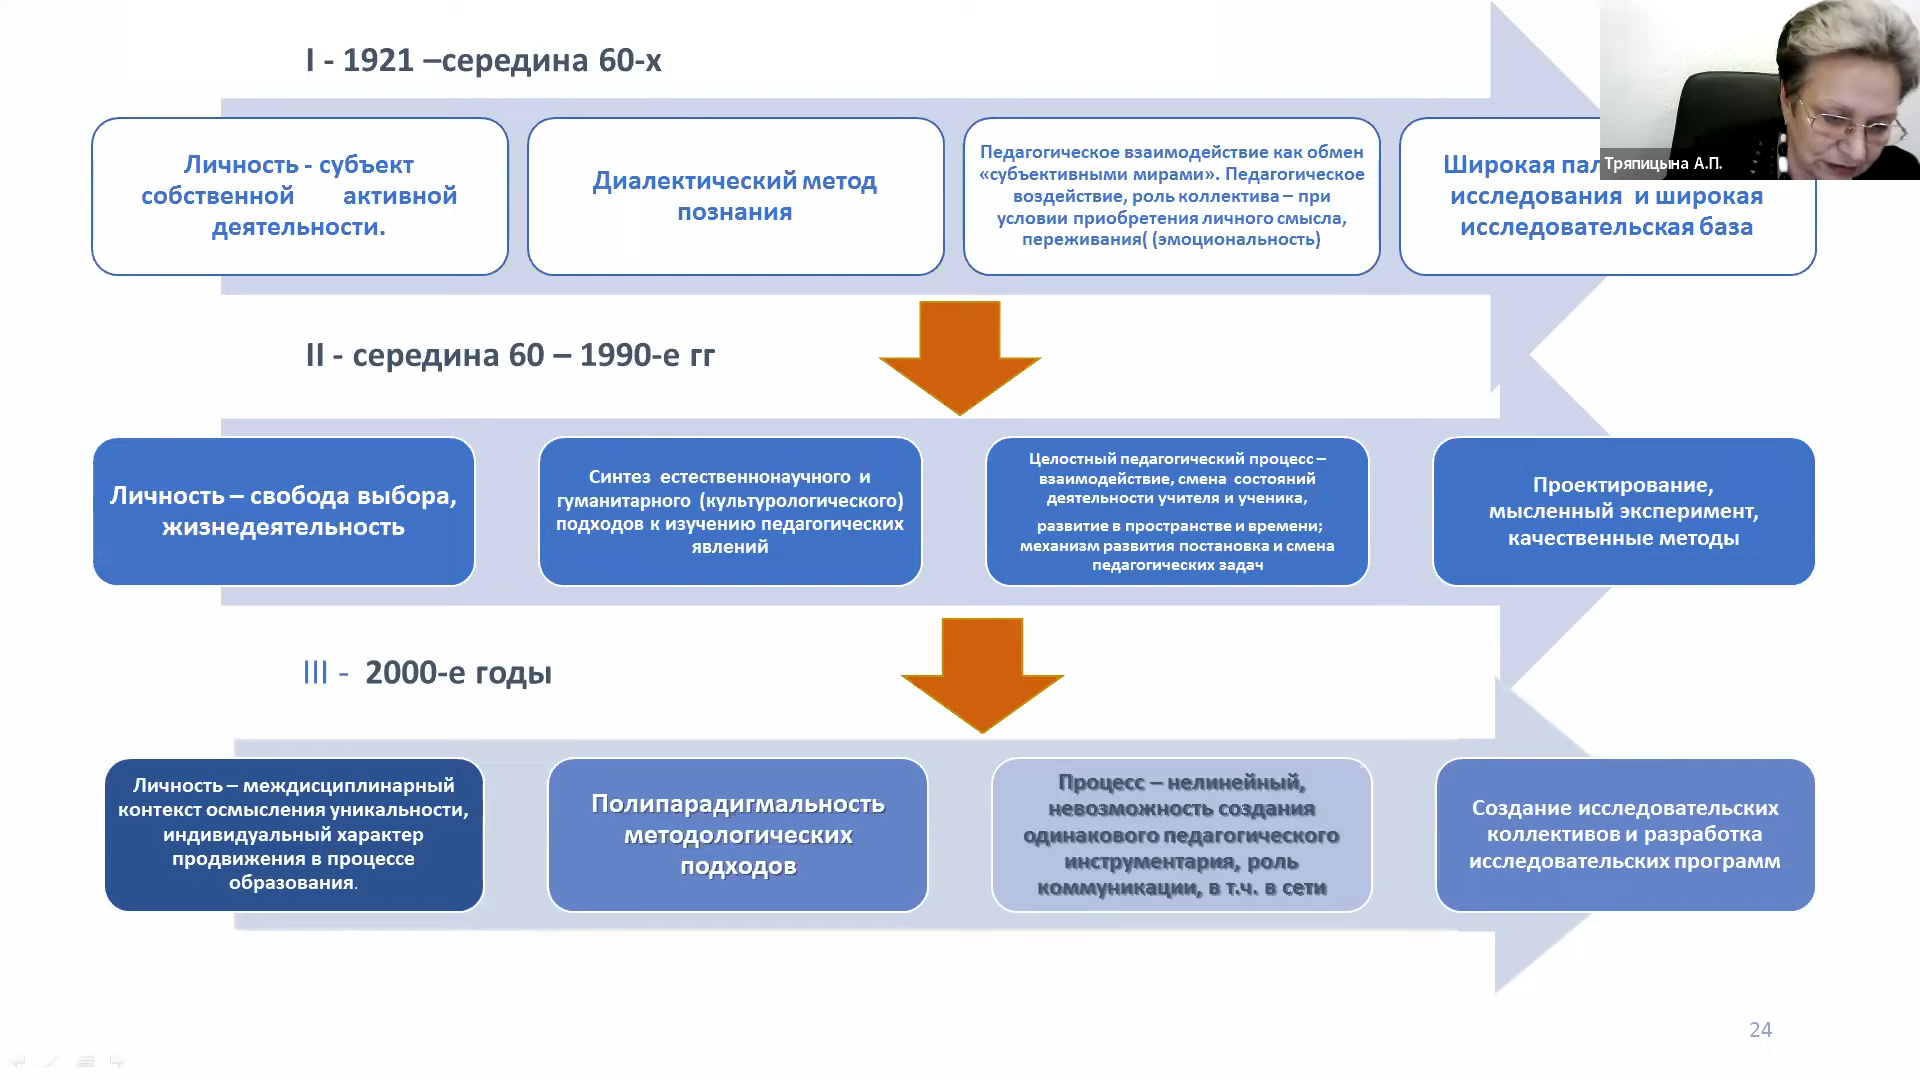 I - 1921 –середина 60-х
Личность - субъект
собственной активной
деятельности.
Диалектический метод
познания
Педагогическое взаимодействие как обмен
«субъективными мирами». Педагогическое
воздействие, роль коллектива – при
условии приобретения личного смысла,
переживания( (эмоциональность)
Широкая
исследования и широкая
исследовательская база
Тряпицына А.П.
II - середина 60 – 1990-е гг
Личность – свобода выбора,
жизнедеятельность
Синтез естественнонаучного и
гуманитарного (культурологического)
подходов к изучению педагогических
явлений
Целостный педагогический процесс –
взаимодействие, смена состояний
деятельности учителя и ученика,
развитие в пространстве и времени;
механизм развития постановка и смена
педагогических задач
Проектирование,
мысленный эксперимент,
качественные методы
III - 2000-е годы
Личность – междисциплинарный
контекст осмысления уникальности,
индивидуальный характер
продвижения в процессе
образования.
Полипарадигмальность
методологических
подходов
Процесс – нелинейный,
невозможность создания
одинакового педагогического
инструментария, роль
коммуникации, в т.ч. в сети
Создание исследовательских
коллективов и разработка
исследовательских программ
24